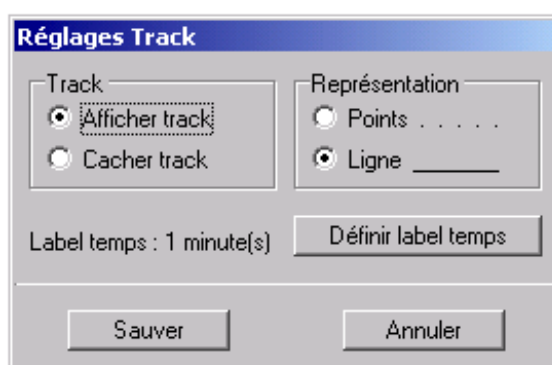 Réglages Track
Track
Afficher track
Cacher track
Représentation
Points . . . . .
Ligne ______
Label temps : 1 minute(s)
Définir label temps
Sauver
Annuler